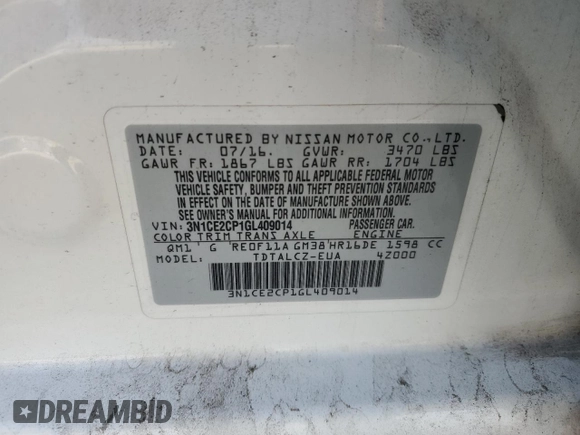 MANUFACTURED BY NISSAN MOTOR CO.,LTD.
DATE: 07/16. GVWR: 3470 LBS
GAWR FR: 1867 LBS GAWR RR: 1704 LBS
THIS VEHICLE CONFORMS TO ALL APPLICABLE FEDERAL MOTOR
VEHICLE SAFETY, BUMPER AND THEFT PREVENTION STANDARDS
IN EFFECT ON THE DATE OF MANUFACTURE SHOWN ABOVE.
SEE OWNER'S MANUAL FOR ADDITIONAL INFORMATION.
VIN: 3N1CE2CP1GL409014 PASSENGER CAR.
COLOR TRIM TRANS AXLE ENGINE
QM1 G RE0F11A GM38 HR16DE 1598 CC
MODEL: TDTALCZ-EUA 4Z000
3N1CE2CP1GL409014
DREAMBID